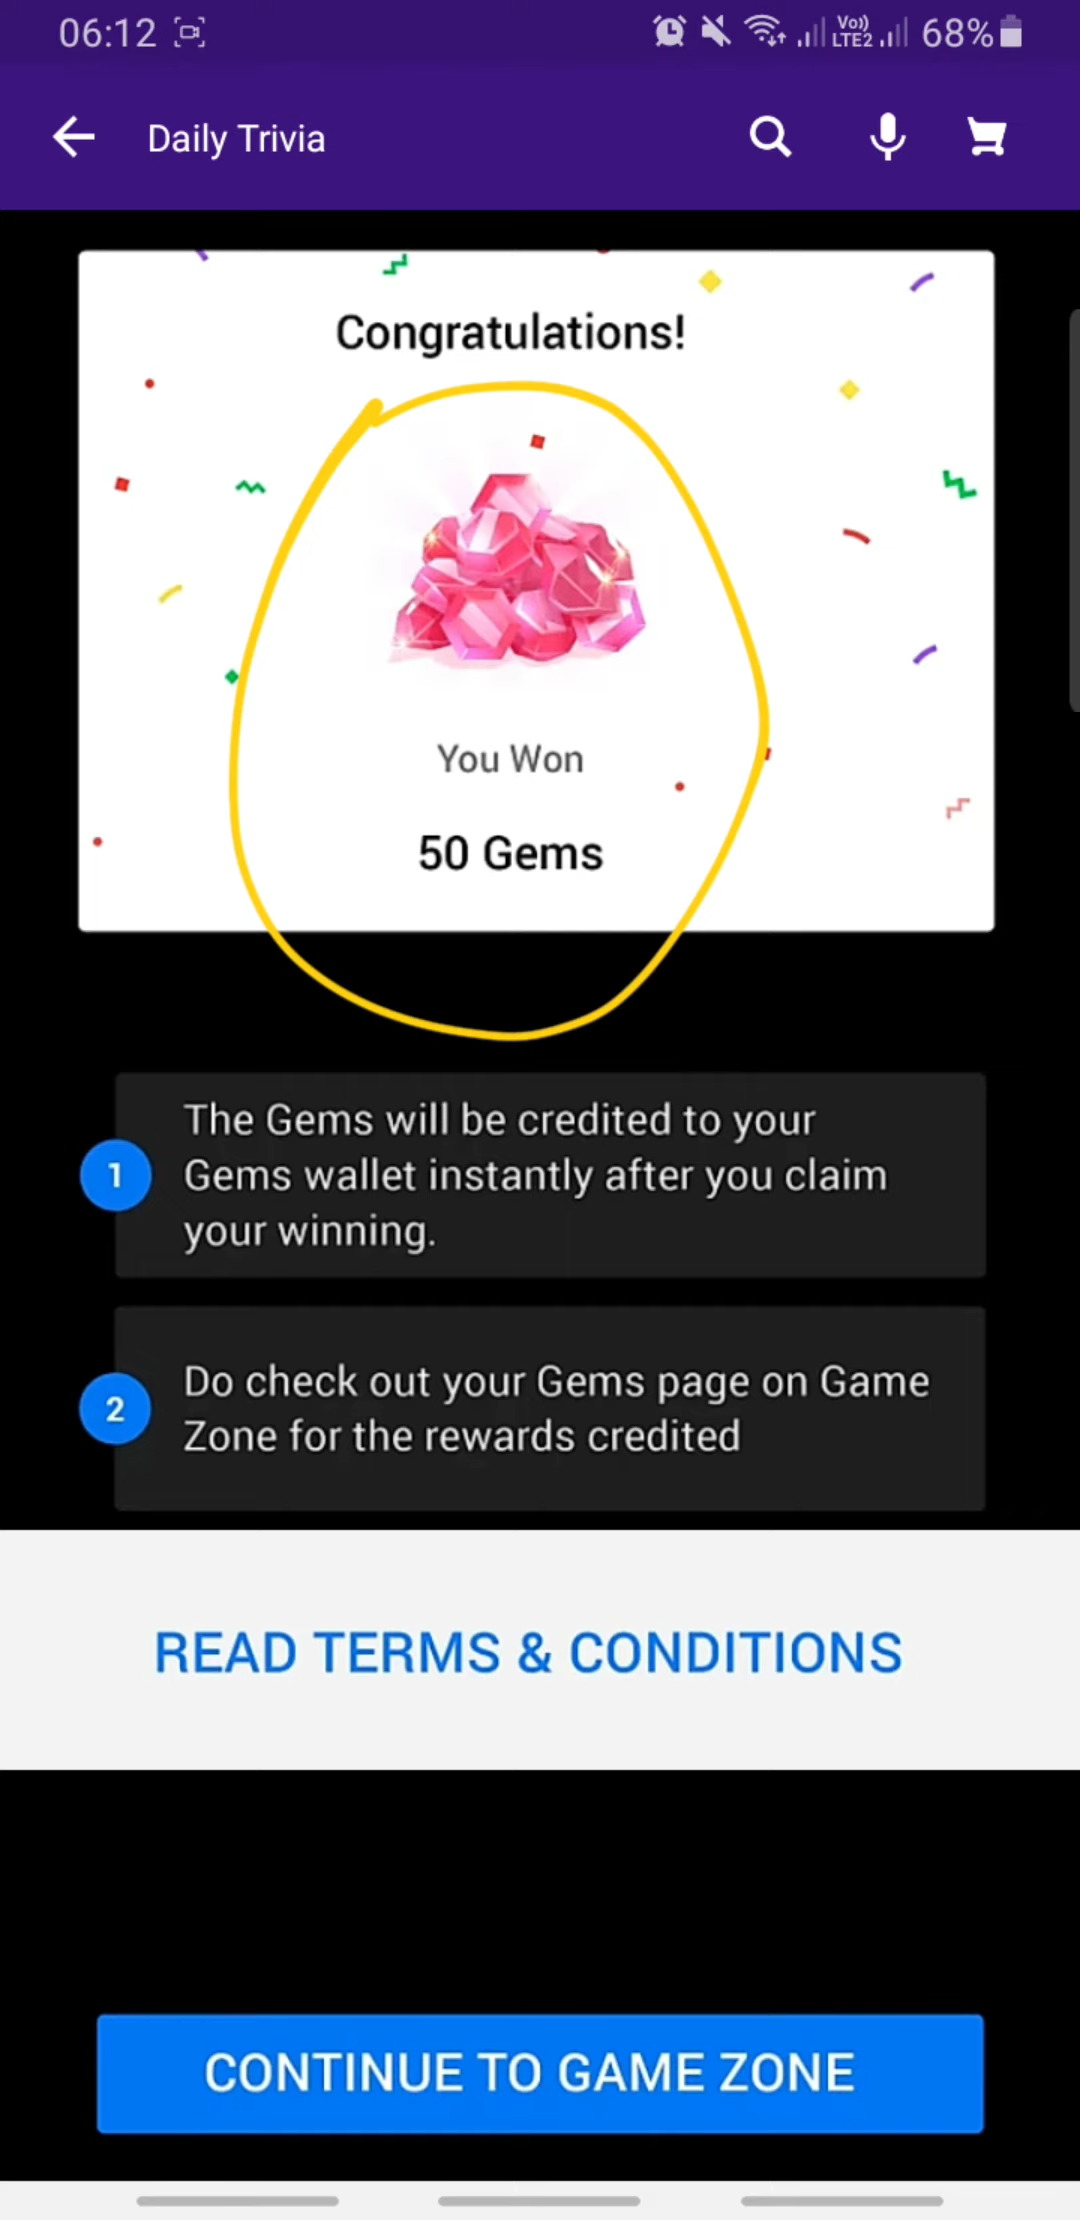 06:12
Vo)) LTE2 68%
Daily Trivia
Congratulations!
You Won
50 Gems
1
The Gems will be credited to your
Gems wallet instantly after you claim
your winning.
2
Do check out your Gems page on Game
Zone for the rewards credited
READ TERMS & CONDITIONS
CONTINUE TO GAME ZONE